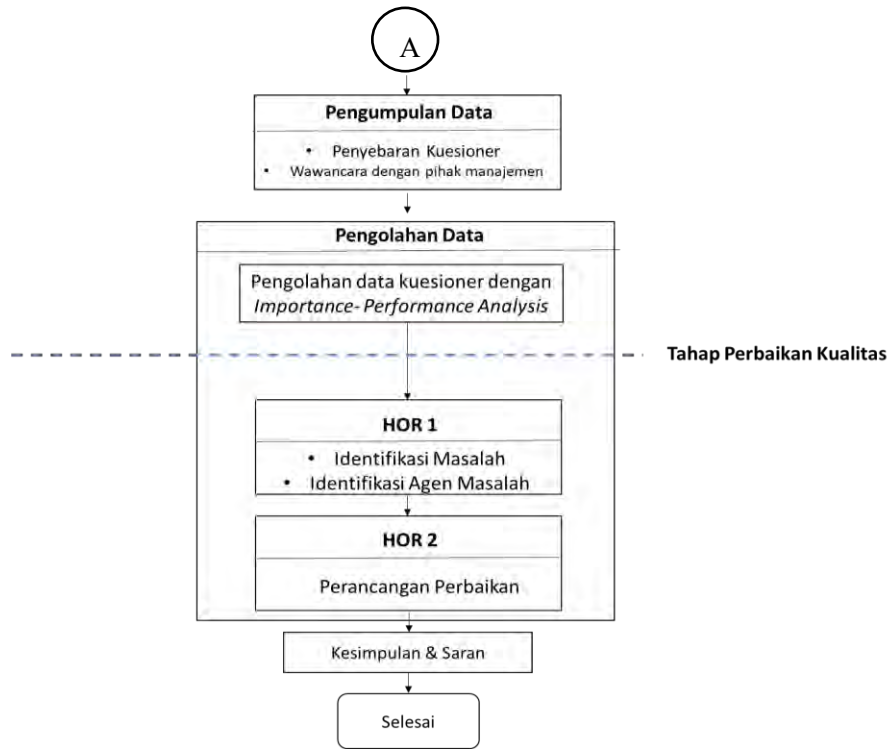 A
Pengumpulan Data
• Penyebaran Kuesioner
• Wawancara dengan pihak manajemen
Pengolahan Data
Pengolahan data kuesioner dengan
Importance- Performance Analysis
Tahap Perbaikan Kualitas
HOR 1
• Identifikasi Masalah
• Identifikasi Agen Masalah
HOR 2
Perancangan Perbaikan
Kesimpulan & Saran
Selesai